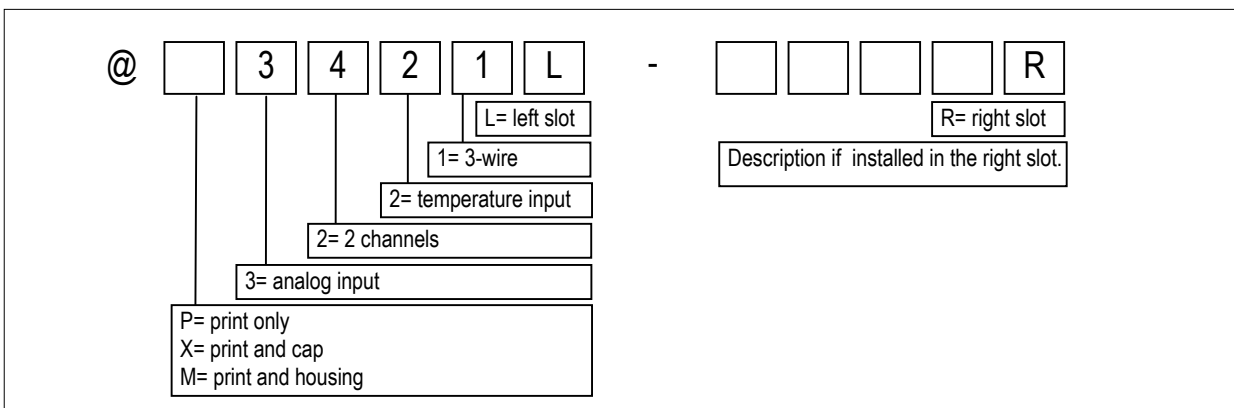 @ 3 4 2 1 L - R
L= left slot
R= right slot
1= 3-wire
Description if installed in the right slot.
2= temperature input
2= 2 channels
3= analog input
P= print only
X= print and cap
M= print and housing